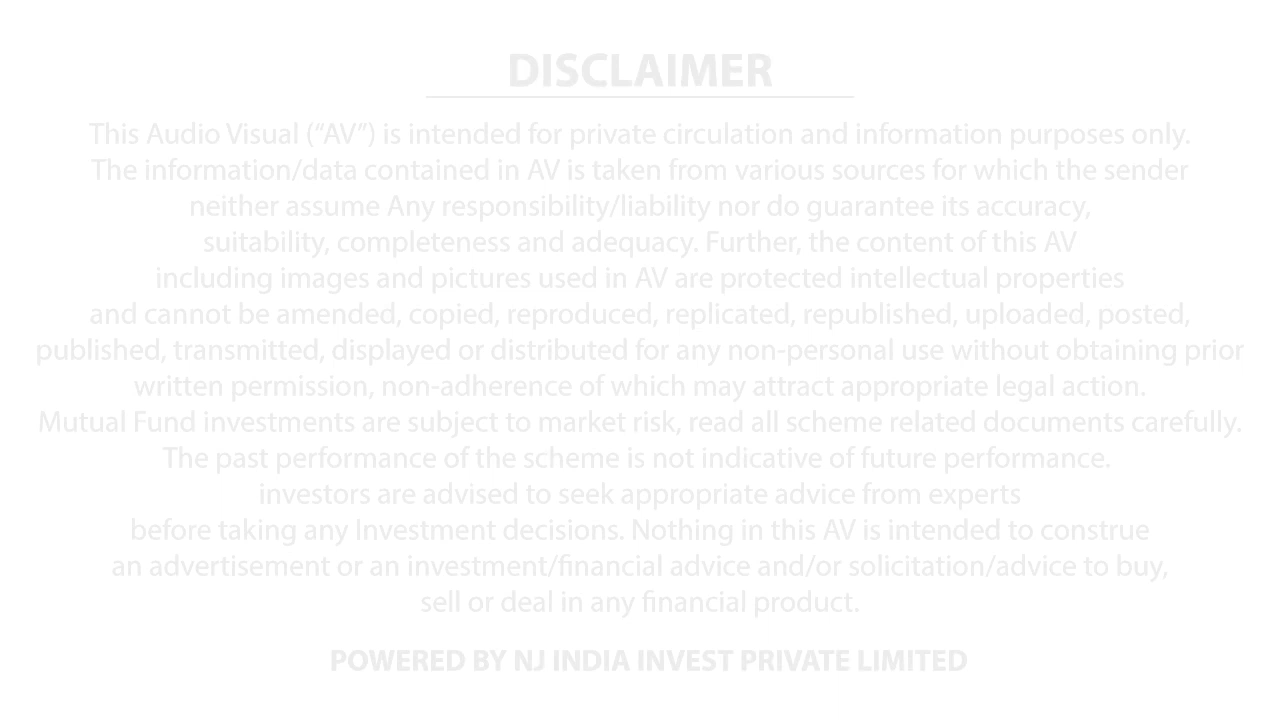 DISCLAIMER
This Audio Visual (“AV”) is intended for private circulation and information purposes only.
The information/data contained in AV is taken from various sources for which the sender
neither assume Any responsibility/liability nor do guarantee its accuracy,
suitability, completeness and adequacy. Further, the content of this AV
including images and pictures used in AV are protected intellectual properties
and cannot be amended, copied, reproduced, replicated, republished, uploaded, posted,
published, transmitted, displayed or distributed for any non-personal use without obtaining prior
written permission, non-adherence of which may attract appropriate legal action.
Mutual Fund investments are subject to market risk, read all scheme related documents carefully.
The past performance of the scheme is not indicative of future performance.
investors are advised to seek appropriate advice from experts
before taking any Investment decisions. Nothing in this AV is intended to construe
an advertisement or an investment/financial advice and/or solicitation/advice to buy,
sell or deal in any financial product.
POWERED BY NJ INDIA INVEST PRIVATE LIMITED